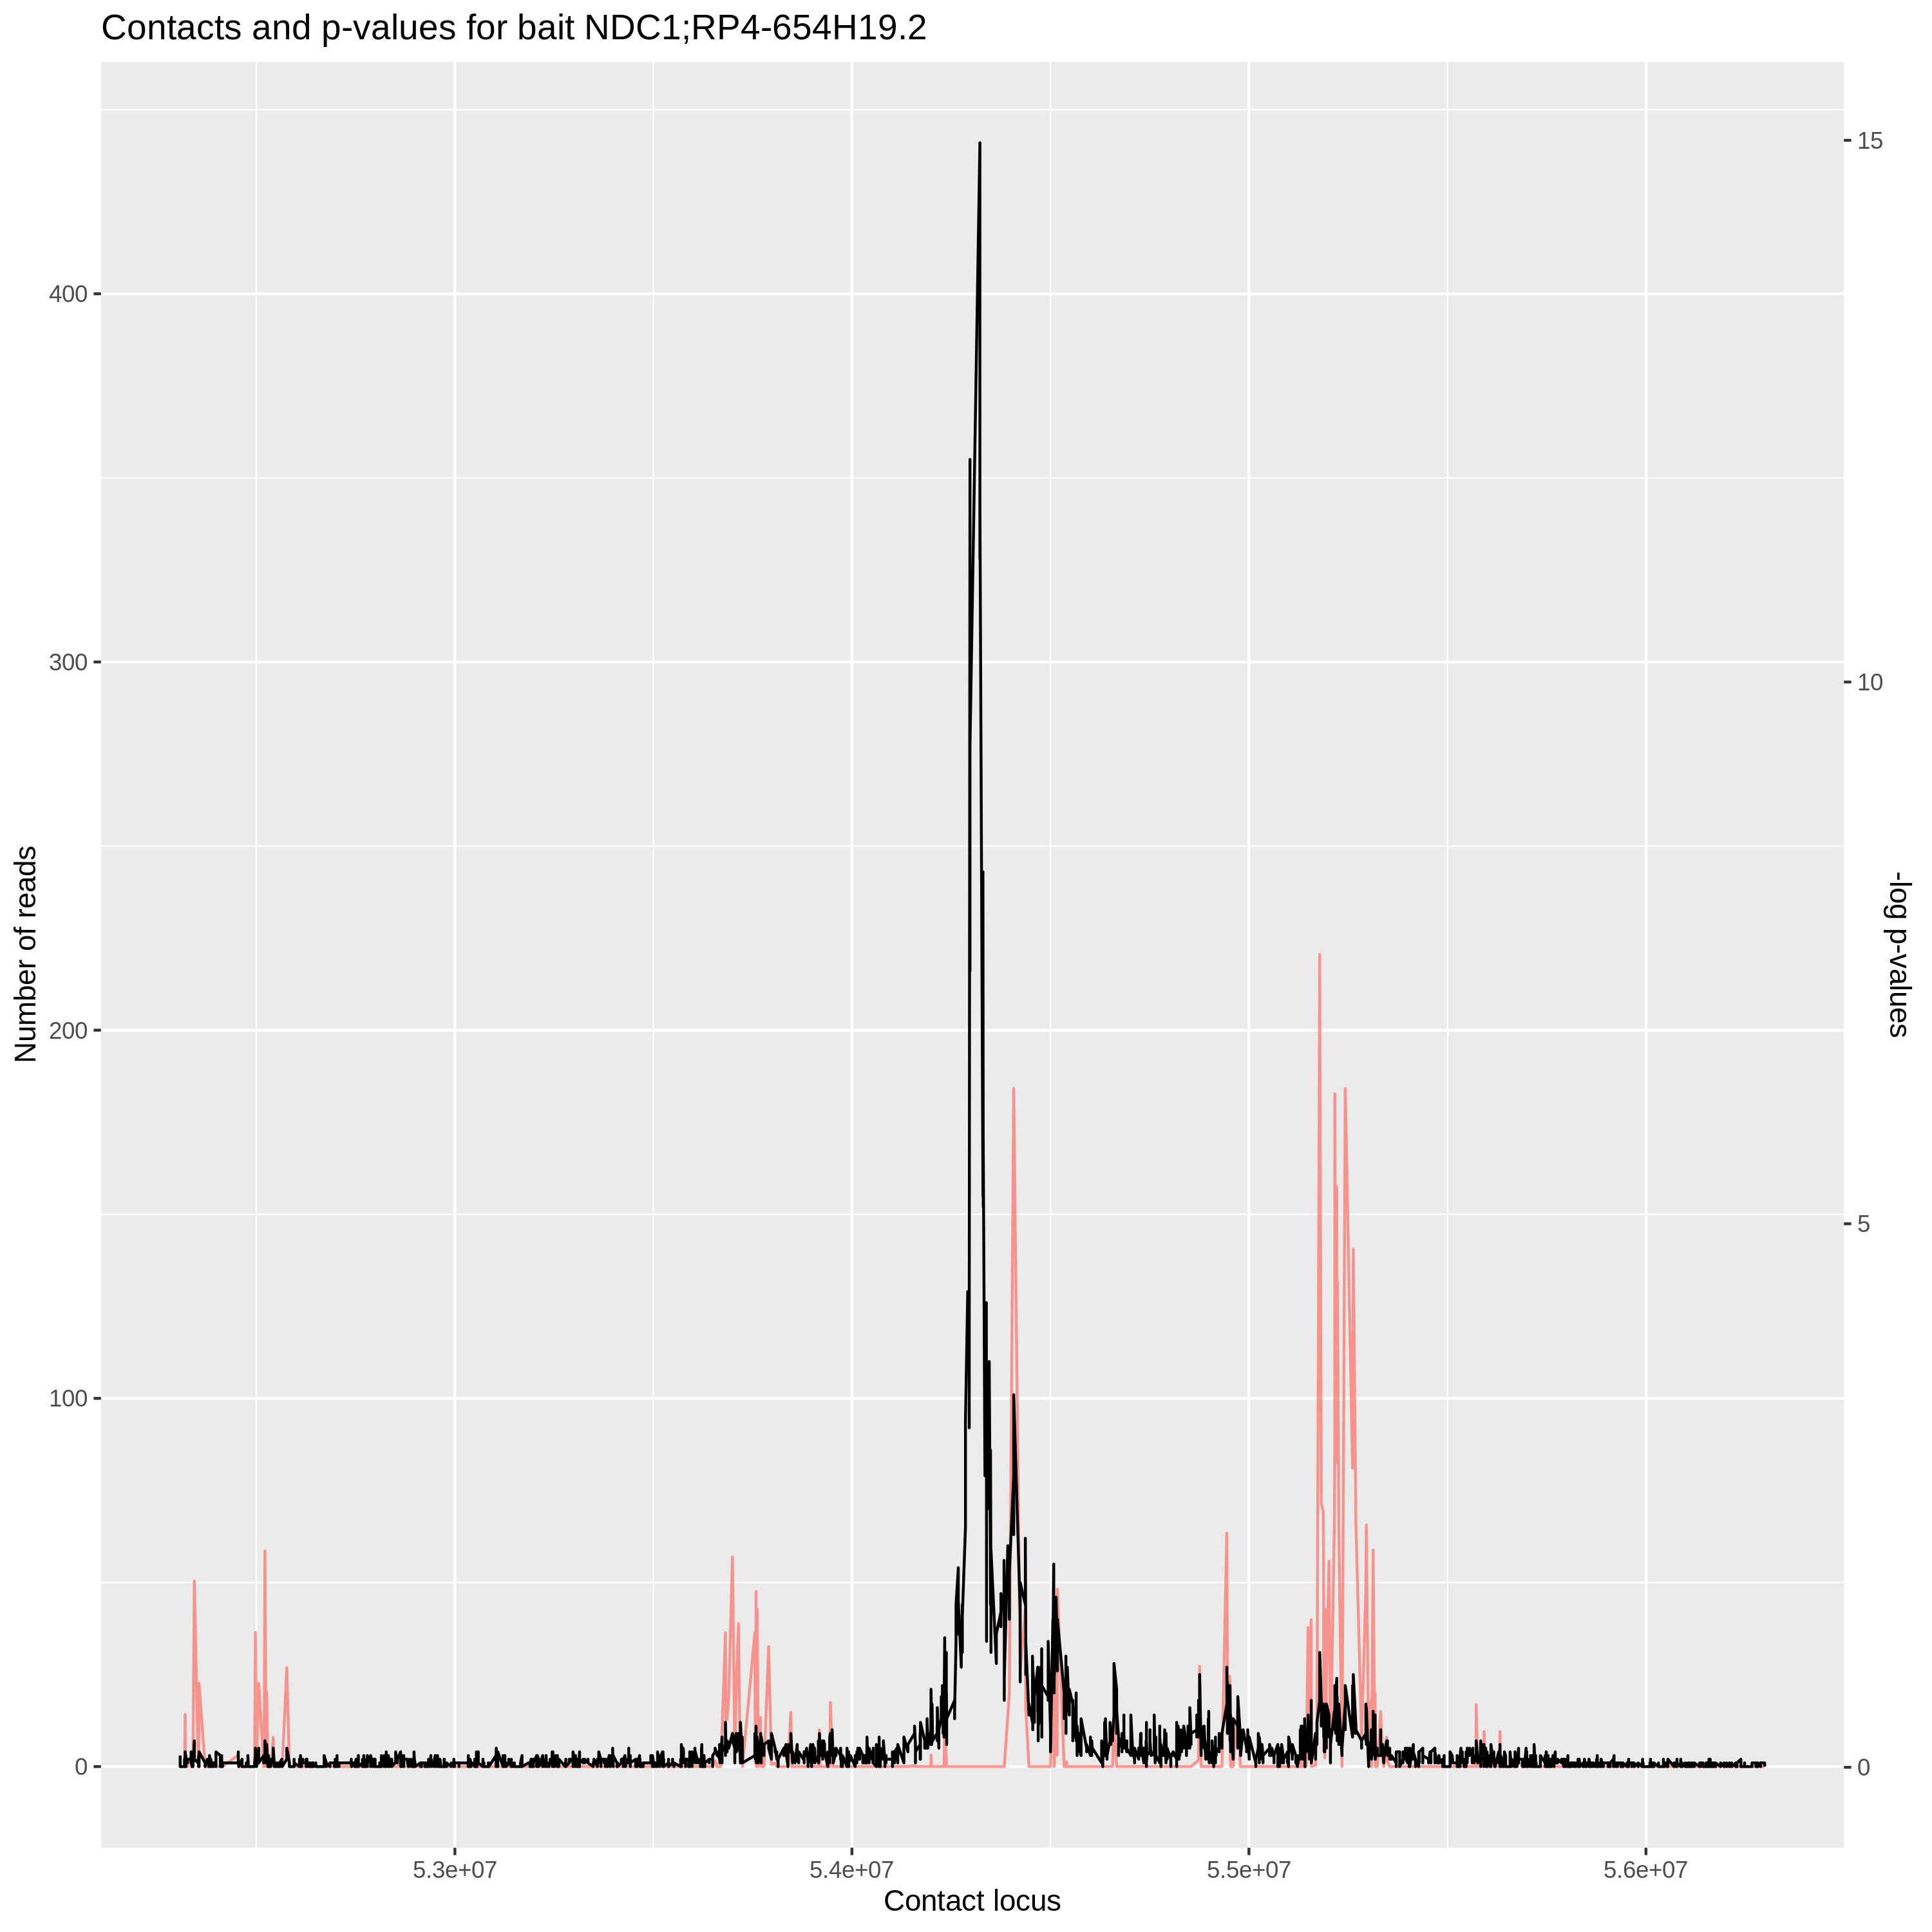 Contacts and p-values for bait NDC1;RP4-654H19.2
Number of reads
400
300
200
100
0
15
10
5
0
-log p-values
5.3e+07 5.4e+07 5.5e+07 5.6e+07
Contact locus